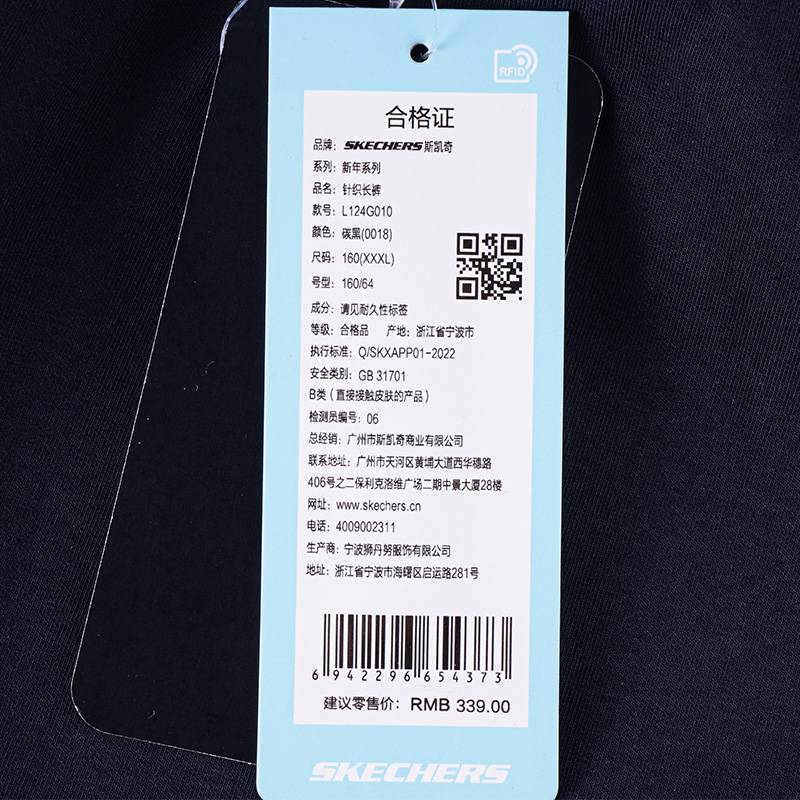 RFID
合格证
品牌：SKECHERS 斯凯奇
系列：新年系列
品名：针织长裤
款号：L124G010
颜色：碳黑(0018)
尺码：160(XXXL)
号型：160/64
成分：请见耐久性标签
等级：合格品 产地：浙江省宁波市
执行标准：Q/SKXAPP01-2022
安全类别：GB 31701
B类（直接接触皮肤的产品）
检测员编号：06
总经销：广州市斯凯奇商业有限公司
联系地址：广州市天河区黄埔大道西华穗路
406号之二保利克洛维广场二期中景大厦28楼
网址：www.skechers.cn
电话：4009002311
生产商：宁波狮丹努服饰有限公司
地址：浙江省宁波市海曙区启运路281号
6942296654373
建议零售价：RMB 339.00
SKECHERS